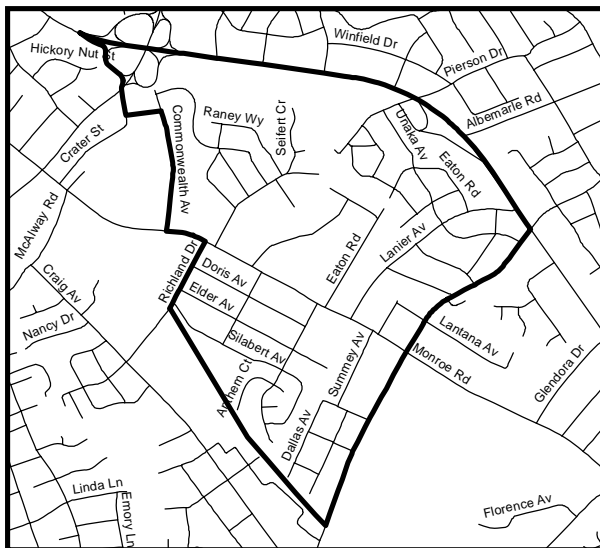 Winfield Dr
Hickory Nut St
Pierson Dr
Albemarle Rd
Raney Wy
Seifert Cr
Commonwealth Av
Unaka Av
Crater St
Eaton Rd
McAlway Rd
Lanier Av
Eaton Rd
Richland Dr
Doris Av
Craig Av
Elder Av
Nancy Dr
Lantana Av
Silabert Av
Summey Av
Monroe Rd
Glendora Dr
Anthem Ct
Dallas Av
Linda Ln
Emory Ln
Florence Av